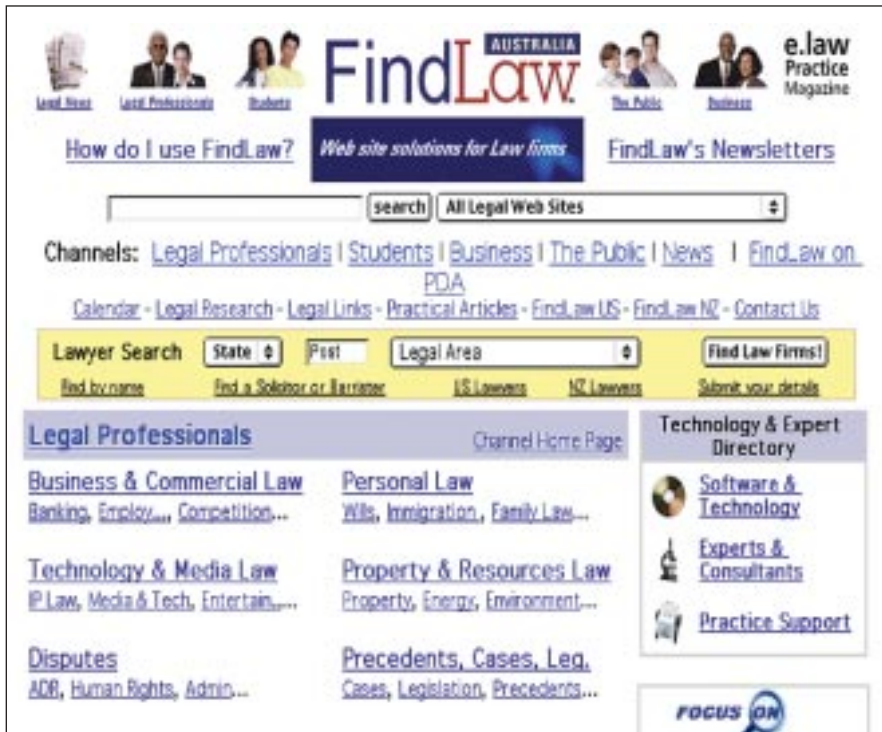 AUSTRALIA
FindLaw
e.law
Practice
Magazine
Legal News
Legal Professionals
Students
The Public
Business
How do I use FindLaw?
Web site solutions for Law firms
FindLaw's Newsletters
search
All Legal Web Sites
Channels: Legal Professionals | Students | Business | The Public | News | FindLaw on
PDA
Calendar - Legal Research - Legal Links - Practical Articles - FindLaw US - FindLaw NZ - Contact Us
Lawyer Search State Post Legal Area Find Law Firms!
Find by name Find a Solicitor or Barrister US Lawyers NZ Lawyers Submit your details
Legal Professionals Channel Home Page
Business & Commercial Law
Banking, Employ..., Competition...
Personal Law
Wills, Immigration, Family Law...
Technology & Media Law
IP Law, Media & Tech, Entertain,...
Property & Resources Law
Property, Energy, Environment...
Disputes
ADR, Human Rights, Admin...
Precedents, Cases, Leg.
Cases, Legislation, Precedents...
Technology & Expert
Directory
Software &
Technology
Experts &
Consultants
Practice Support
FOCUS ON